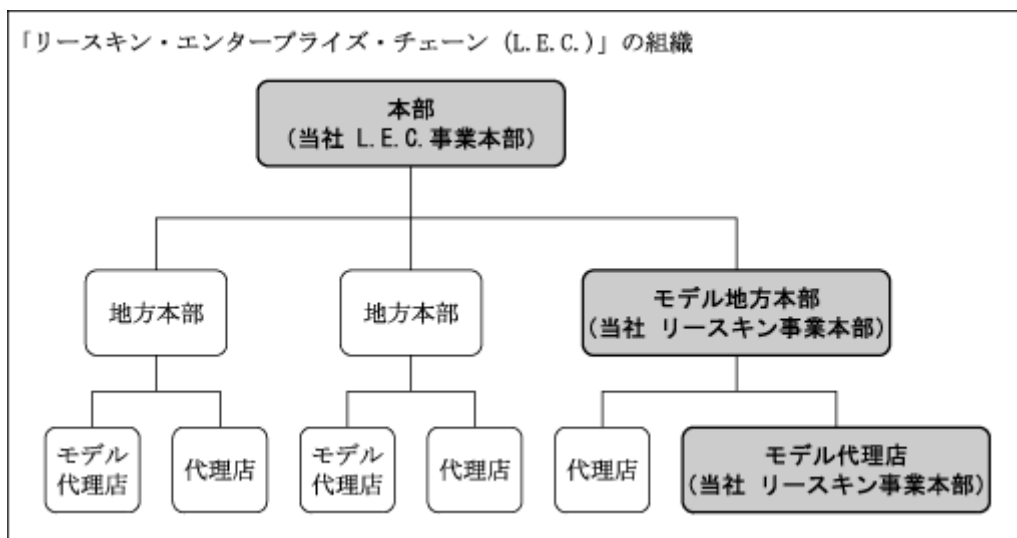 「リースキン・エンタープライズ・チェーン (L.E.C.)」の組織
本部
(当社 L.E.C.事業本部)
地方本部
地方本部
モデル地方本部
(当社 リースキン事業本部)
モデル
代理店
代理店
モデル
代理店
代理店
代理店
モデル代理店
(当社 リースキン事業本部)